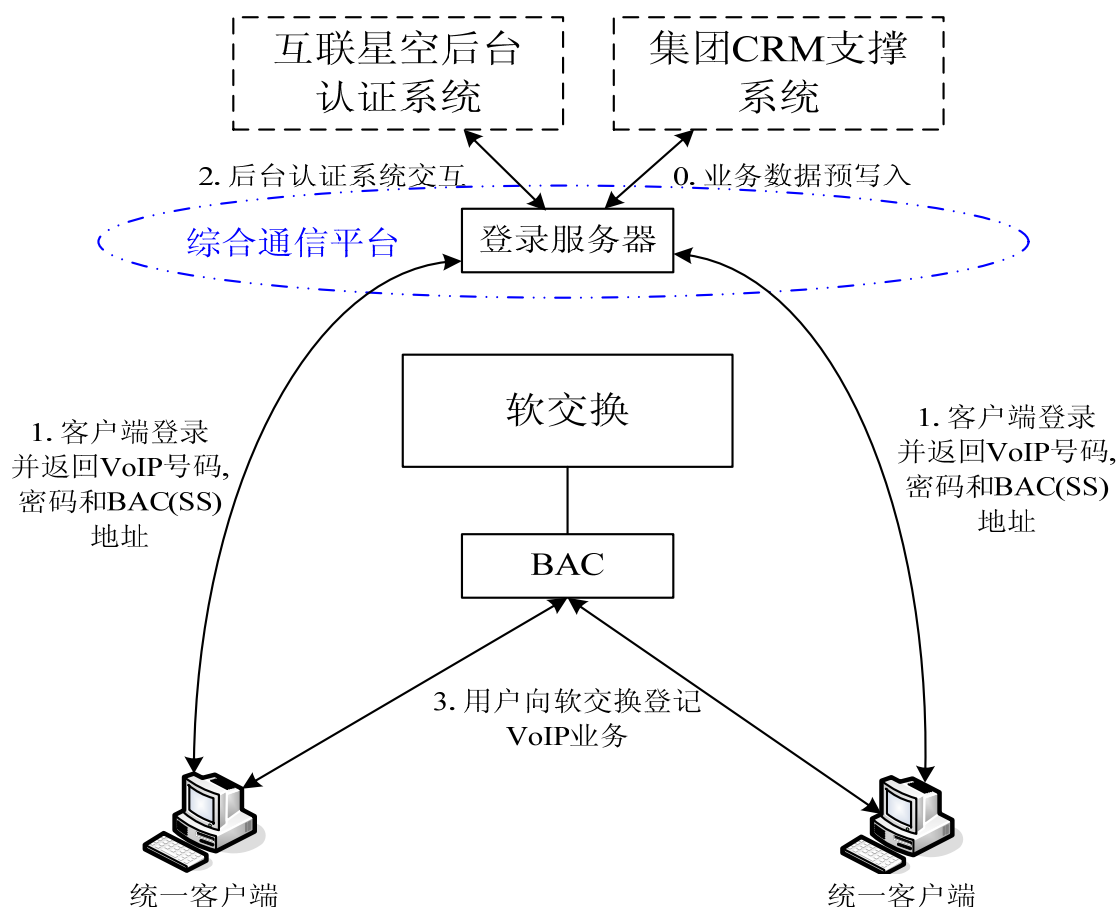 互联星空后台
认证系统
集团CRM支撑
系统
2. 后台认证系统交互
0. 业务数据预写入
综合通信平台
登录服务器
软交换
1. 客户端登录
并返回VoIP号码,
密码和BAC(SS)
地址
1. 客户端登录
并返回VoIP号码,
密码和BAC(SS)
地址
BAC
3. 用户向软交换登记
VoIP业务
统一客户端
统一客户端